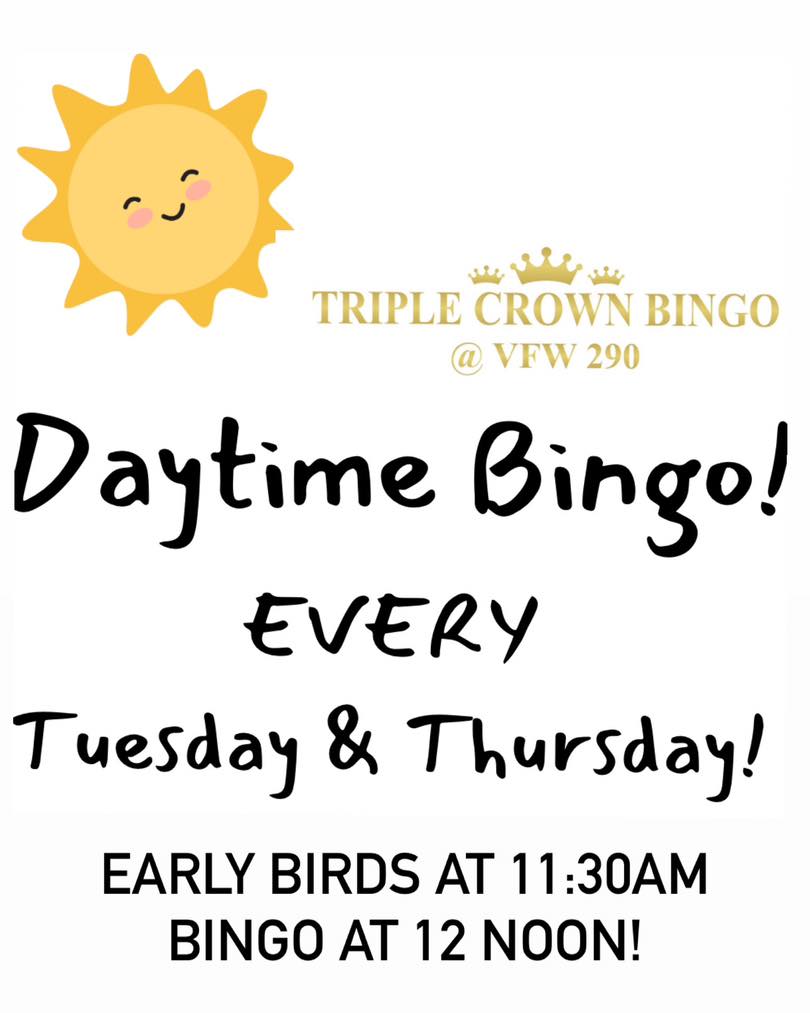 TRIPLE CROWN BINGO
@ VFW 290
Daytime Bingo!
EVERY
Tuesday & Thursday!
EARLY BIRDS AT 11:30AM
BINGO AT 12 NOON!